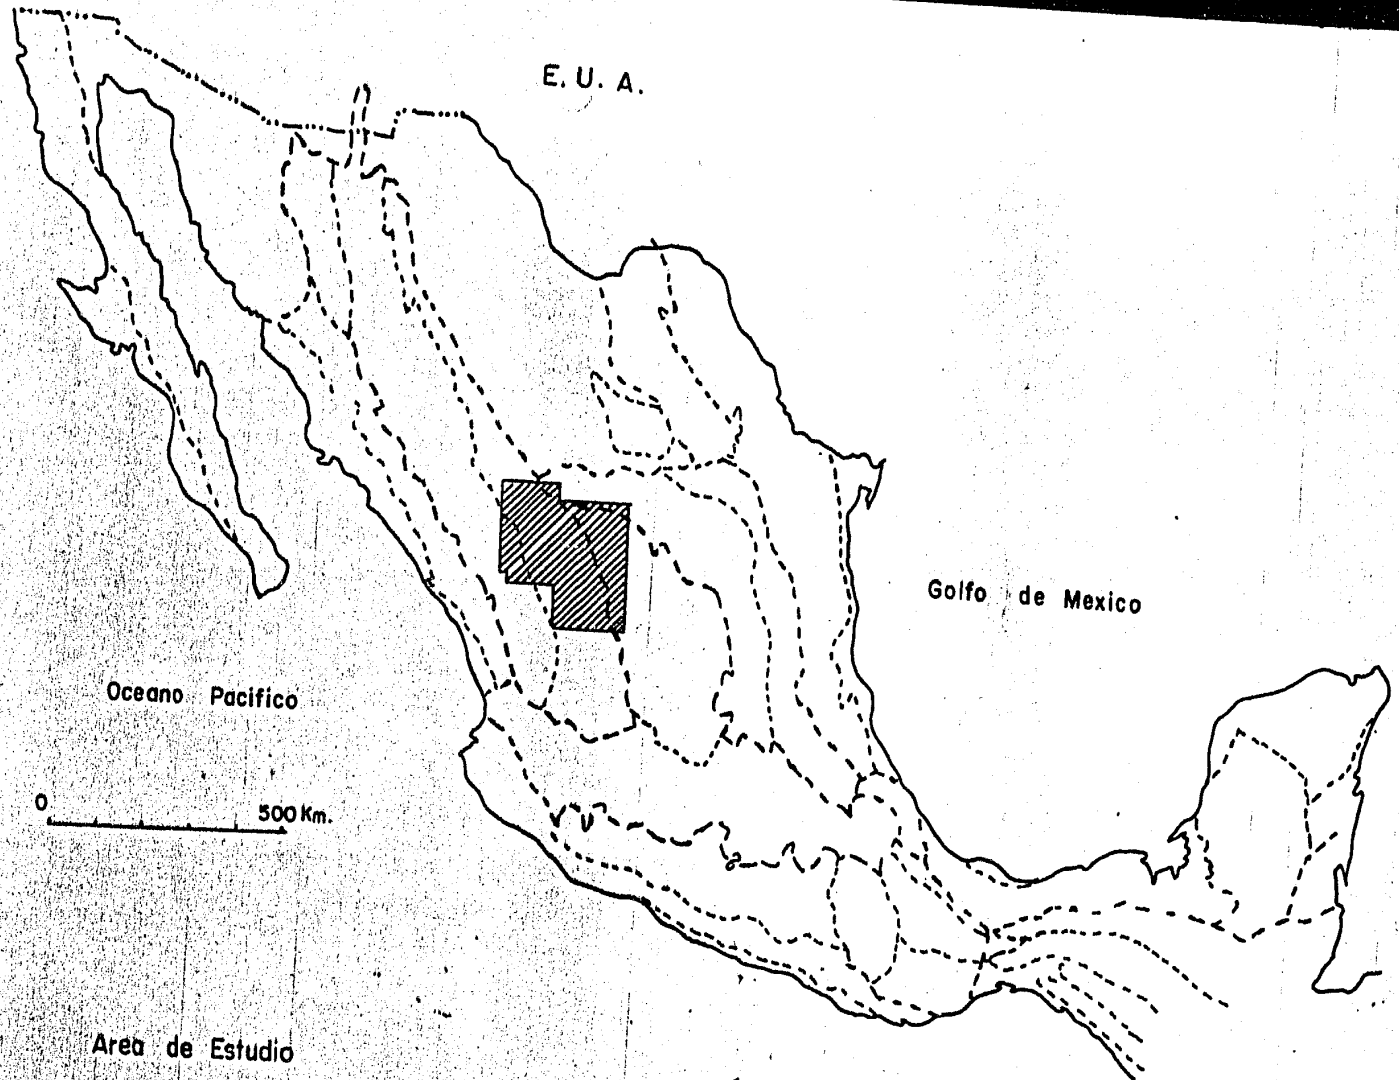 E. U. A.
Golfo de Mexico
Oceano Pacifico
0 500 Km.
Area de Estudio